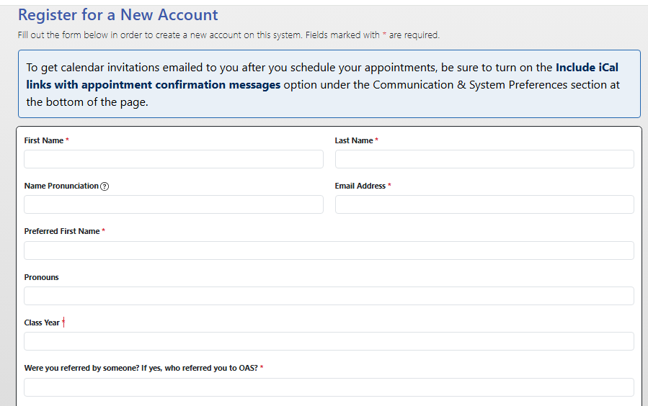 Register for a New Account
Fill out the form below in order to create a new account on this system. Fields marked with * are required.
To get calendar invitations emailed to you after you schedule your appointments, be sure to turn on the Include iCal
links with appointment confirmation messages option under the Communication & System Preferences section at
the bottom of the page.
First Name *
Last Name *
Name Pronunciation ?
Email Address *
Preferred First Name *
Pronouns
Class Year †
Were you referred by someone? If yes, who referred you to OAS? *